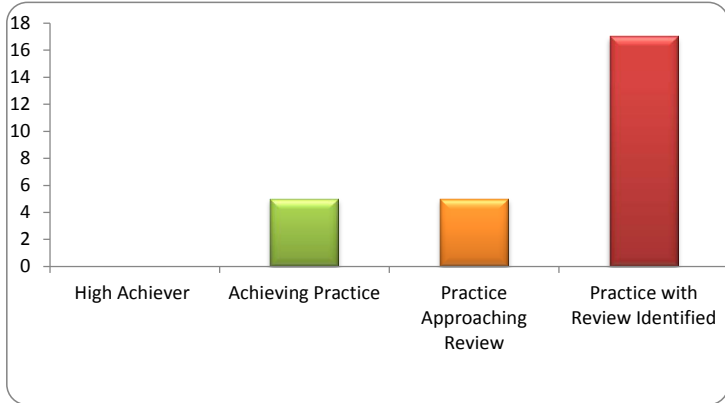 18
16
14
12
10
8
6
4
2
0
High Achiever
Achieving Practice
Practice
Approaching
Review
Practice with
Review Identified